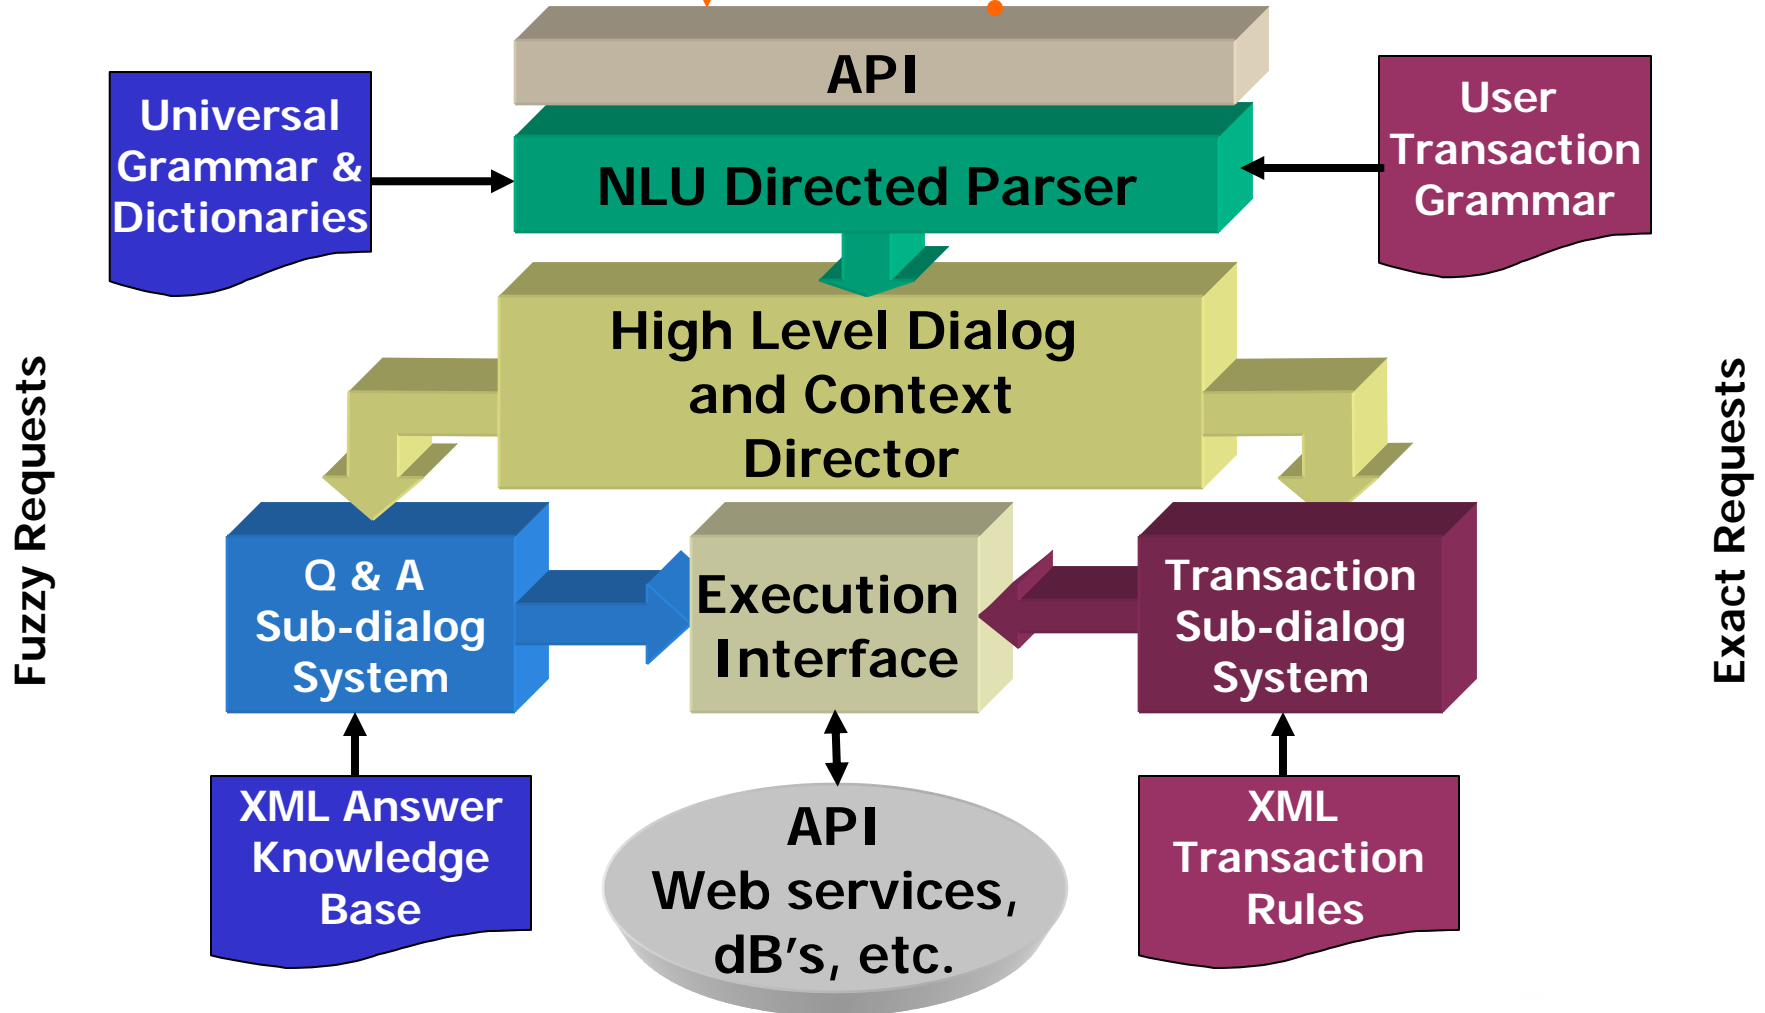 API
Universal
Grammar &
Dictionaries
NLU Directed Parser
User
Transaction
Grammar
High Level Dialog
and Context
Director
Fuzzy Requests
Exact Requests
Q & A
Sub-dialog
System
Execution
Interface
Transaction
Sub-dialog
System
XML Answer
Knowledge
Base
API
Web services,
dB's, etc.
XML
Transaction
Rules